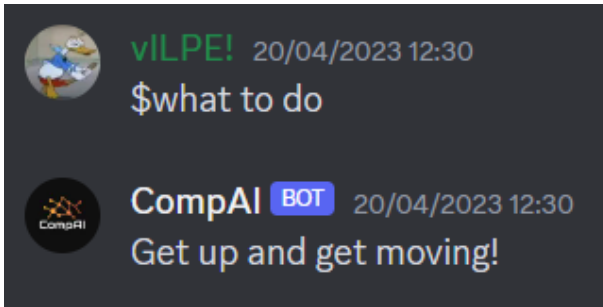 vILPE! 20/04/2023 12:30
$what to do
CompAI BOT 20/04/2023 12:30
CompAI
Get up and get moving!